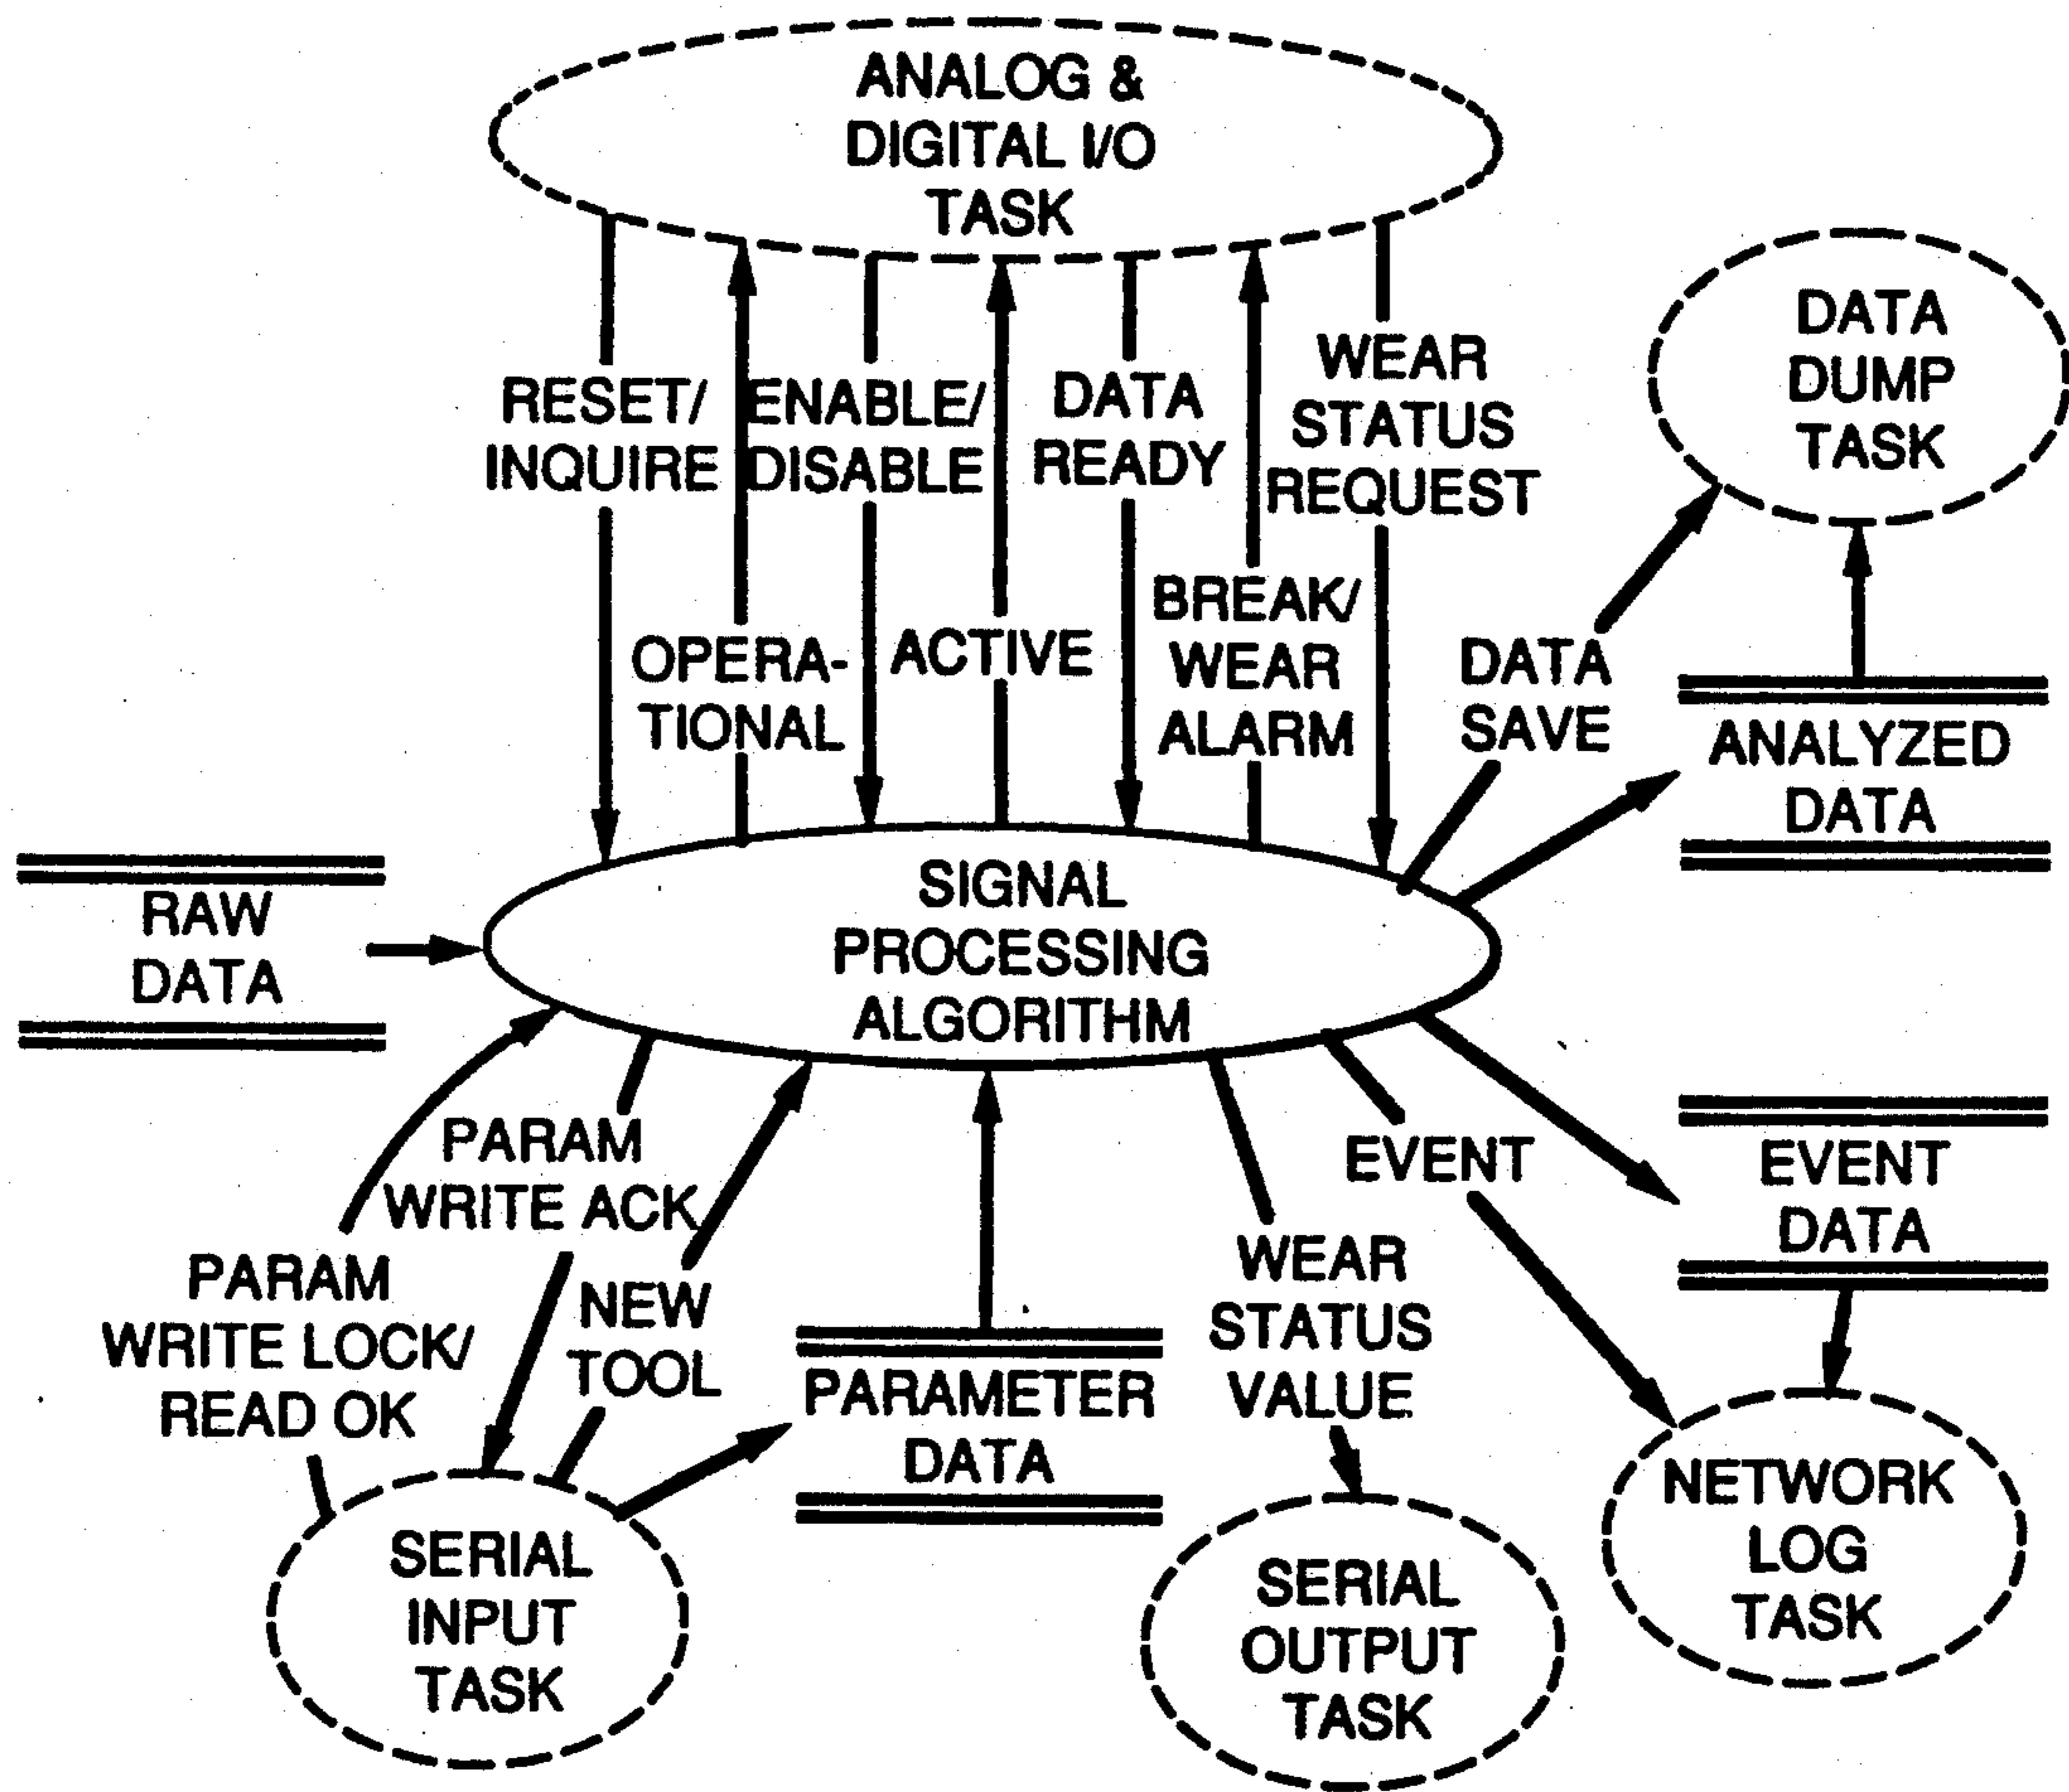 ANALOG &
DIGITAL I/O
TASK
DATA
DUMP
TASK
RESET/
INQUIRE
ENABLE/
DISABLE
DATA
READY
WEAR
STATUS
REQUEST
OPERA-
TIONAL
ACTIVE
BREAK/
WEAR
ALARM
DATA
SAVE
ANALYZED
DATA
RAW
DATA
SIGNAL
PROCESSING
ALGORITHM
PARAM
WRITE ACK
EVENT
EVENT
DATA
PARAM
WRITE LOCK/
READ OK
NEW
TOOL
PARAMETER
DATA
WEAR
STATUS
VALUE
SERIAL
INPUT
TASK
SERIAL
OUTPUT
TASK
NETWORK
LOG
TASK